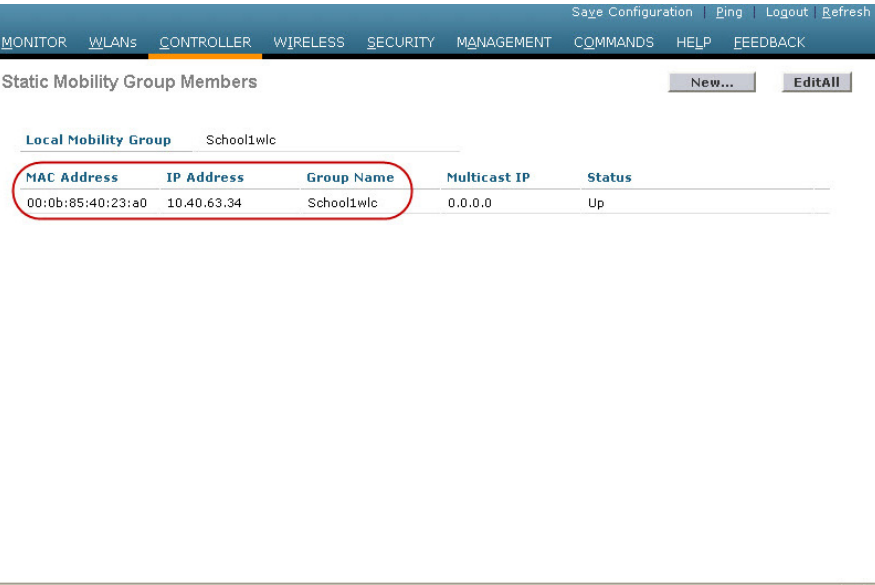 Save Configuration | Ping | Logout | Refresh
MONITOR WLANs CONTROLLER WIRELESS SECURITY MANAGEMENT COMMANDS HELP FEEDBACK
Static Mobility Group Members New... EditAll
Local Mobility Group School1wlc
MAC Address IP Address Group Name Multicast IP Status
00:0b:85:40:23:a0 10.40.63.34 School1wlc 0.0.0.0 Up